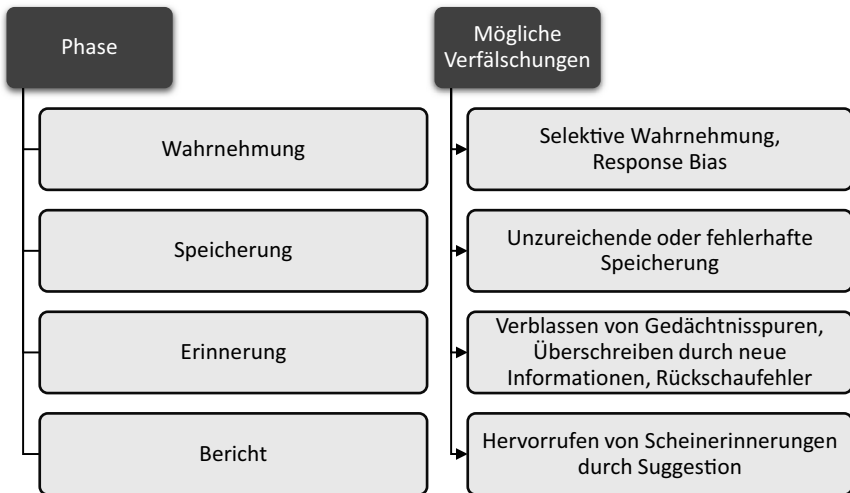 Phase
Mögliche
Verfälschungen
Wahrnehmung
Selektive Wahrnehmung,
Response Bias
Speicherung
Unzureichende oder fehlerhafte
Speicherung
Erinnerung
Verblassen von Gedächtnisspuren,
Überschreiben durch neue
Informationen, Rückschaufehler
Bericht
Hervorrufen von Scheinerinnerungen
durch Suggestion